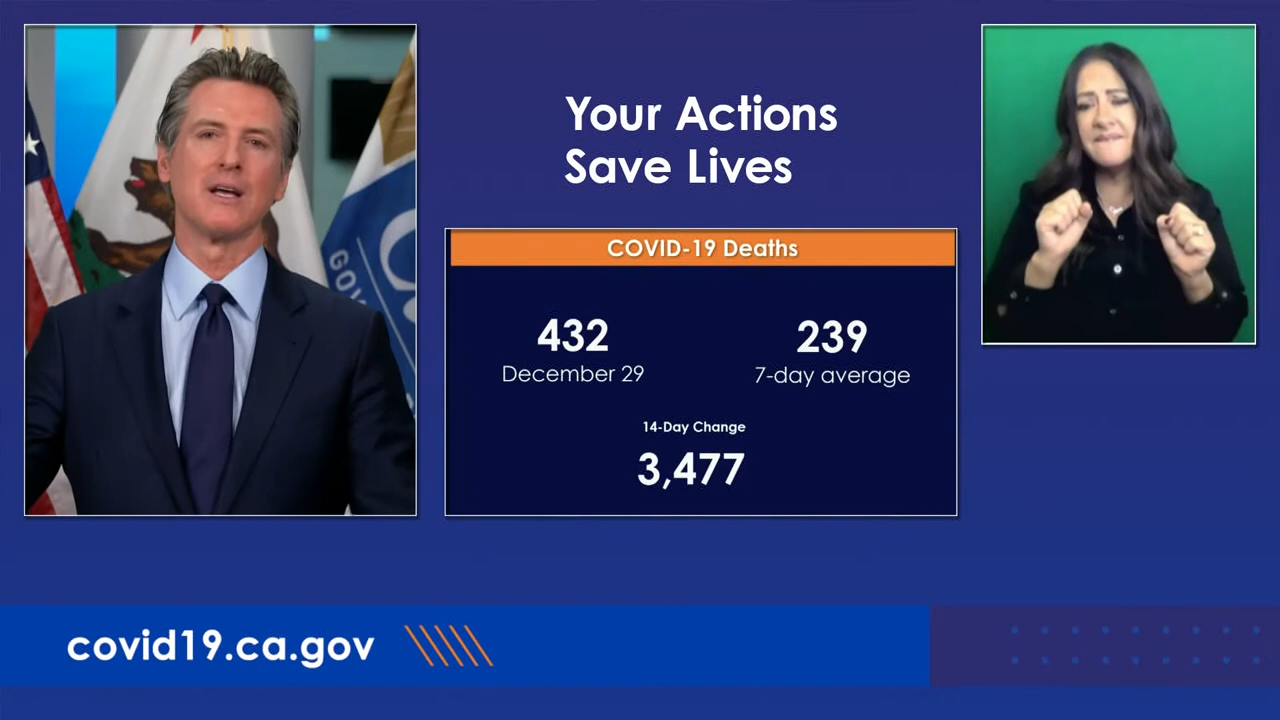 Your Actions
Save Lives
COVID-19 Deaths
432
December 29
239
7-day average
14-Day Change
3,477
GOV
covid19.ca.gov